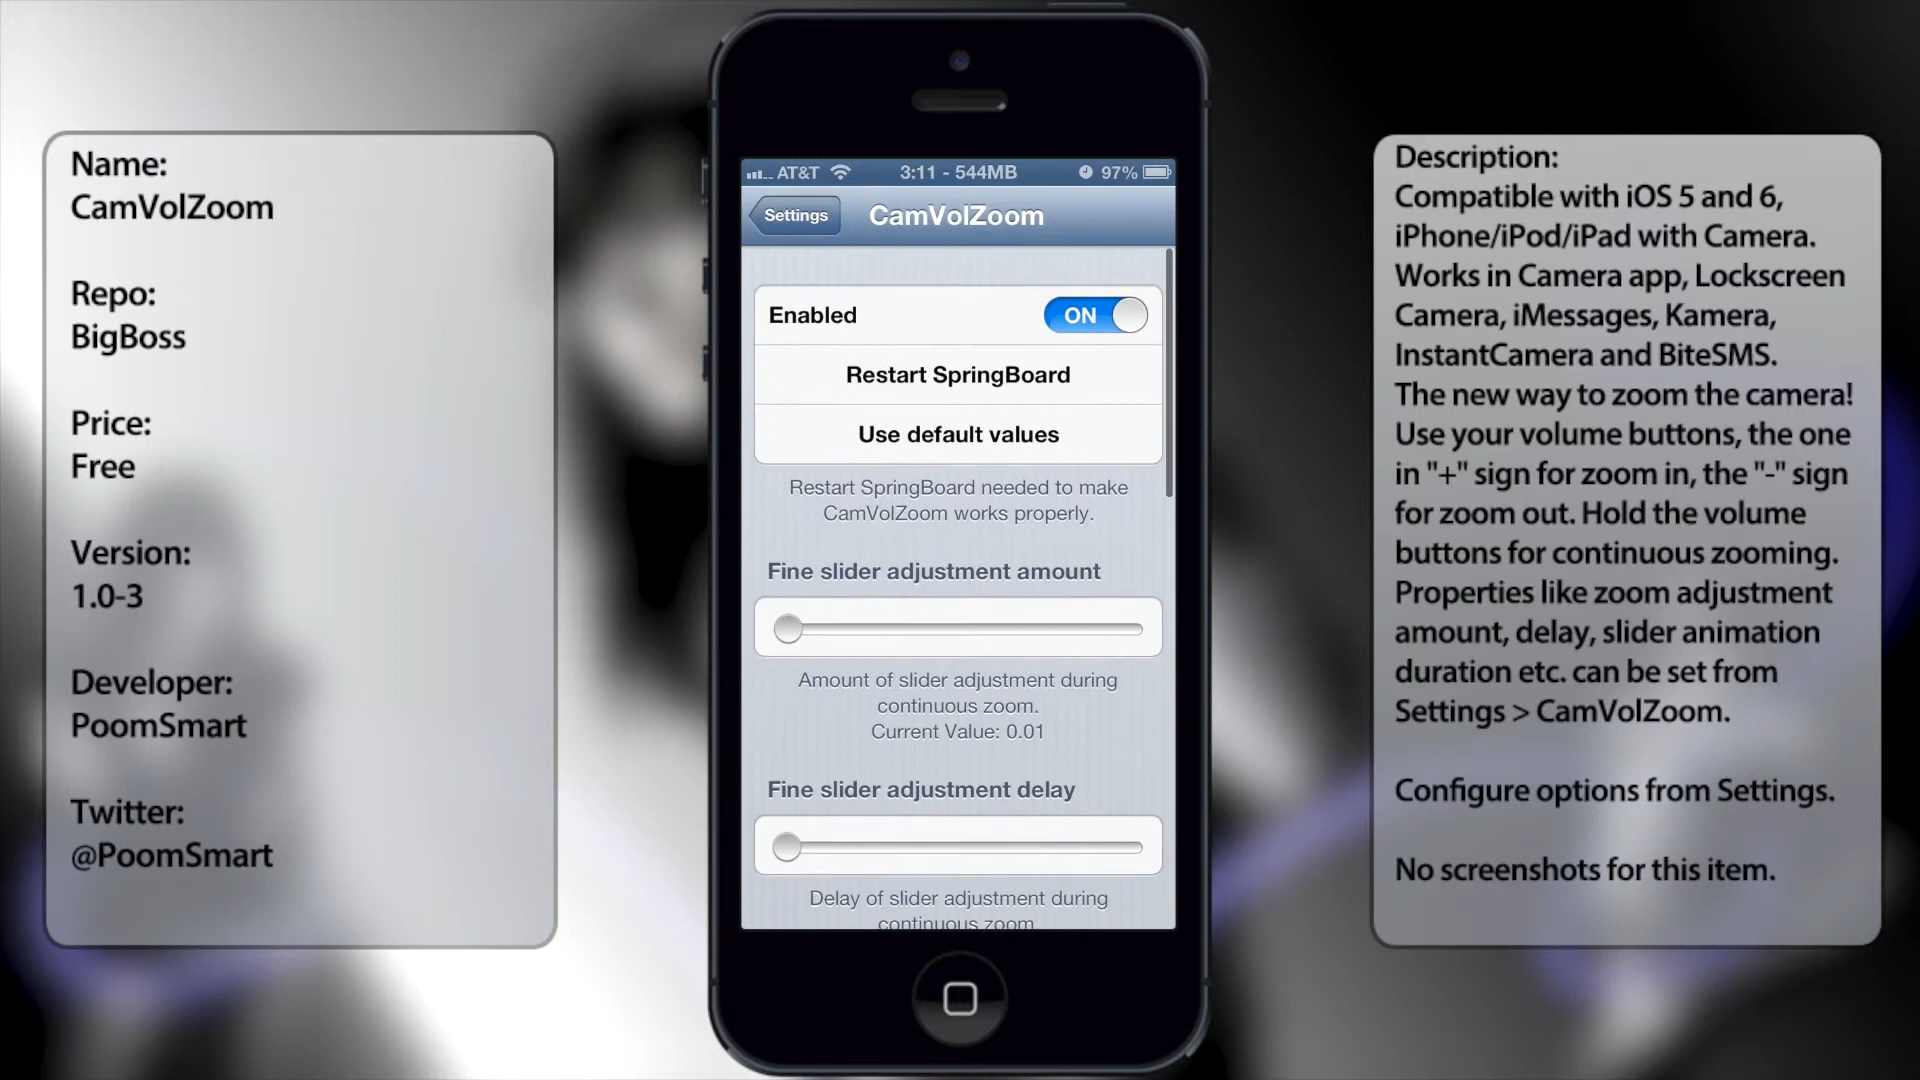 Name:
CamVolZoom
Repo:
BigBoss
Price:
Free
Version:
1.0-3
Developer:
PoomSmart
Twitter:
@PoomSmart
AT&T 3:11 - 544MB 97%
Settings CamVolZoom
Enabled ON
Restart SpringBoard
Use default values
Restart SpringBoard needed to make
CamVolZoom works properly.
Fine slider adjustment amount
Amount of slider adjustment during
continuous zoom.
Current Value: 0.01
Fine slider adjustment delay
Delay of slider adjustment during
continuous zoom.
Description:
Compatible with iOS 5 and 6,
iPhone/iPod/iPad with Camera.
Works in Camera app, Lockscreen
Camera, iMessages, Kamera,
InstantCamera and BiteSMS.
The new way to zoom the camera!
Use your volume buttons, the one
in "+" sign for zoom in, the "-" sign
for zoom out. Hold the volume
buttons for continuous zooming.
Properties like zoom adjustment
amount, delay, slider animation
duration etc. can be set from
Settings > CamVolZoom.
Configure options from Settings.
No screenshots for this item.